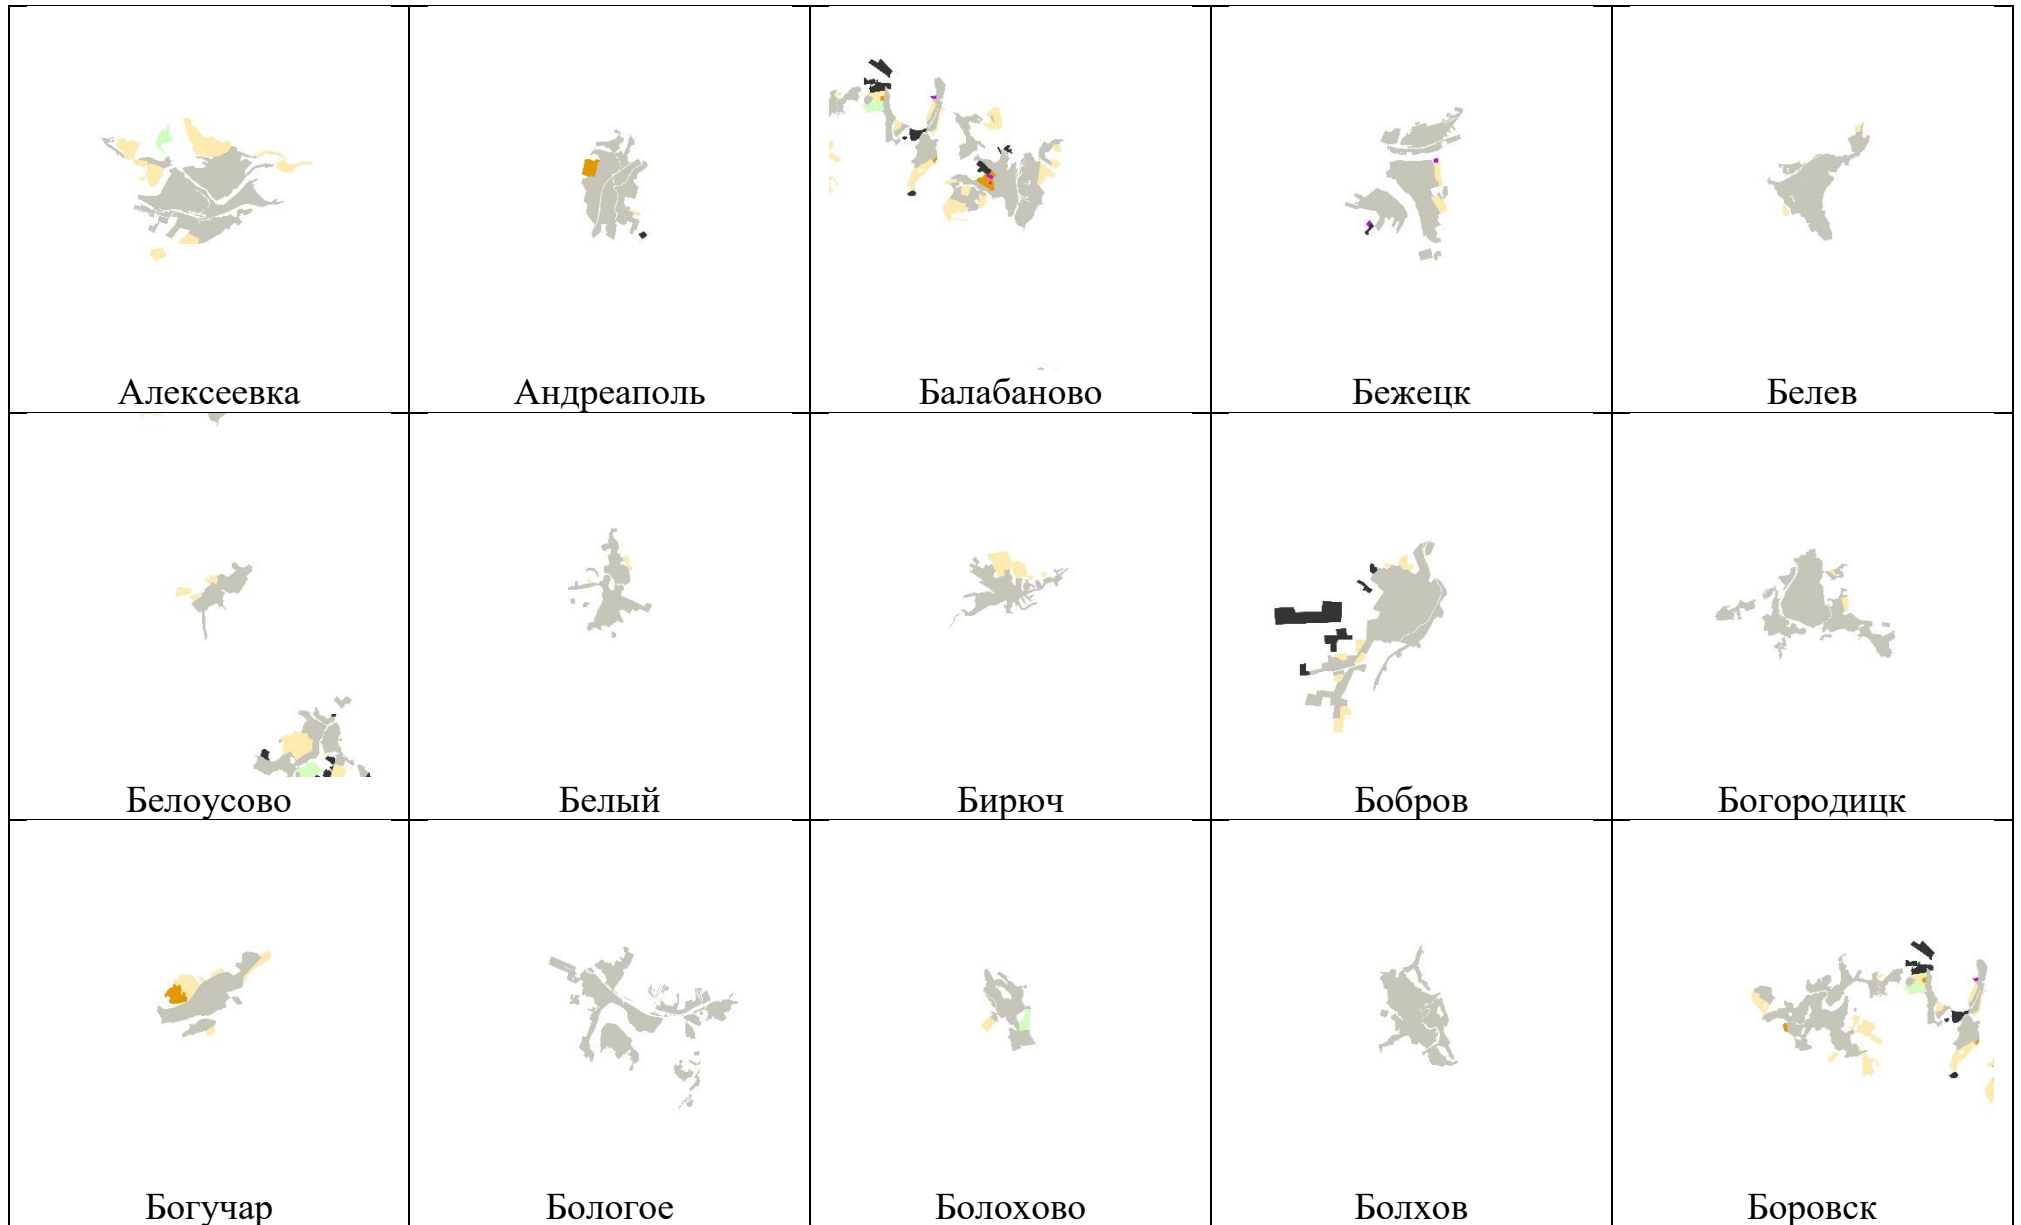 Алексеевка Андреаполь Балабаново Бежецк Белев
Белоусово Белый Бирюч Бобров Богородицк
Богучар Бологое Болохово Болхов Боровск